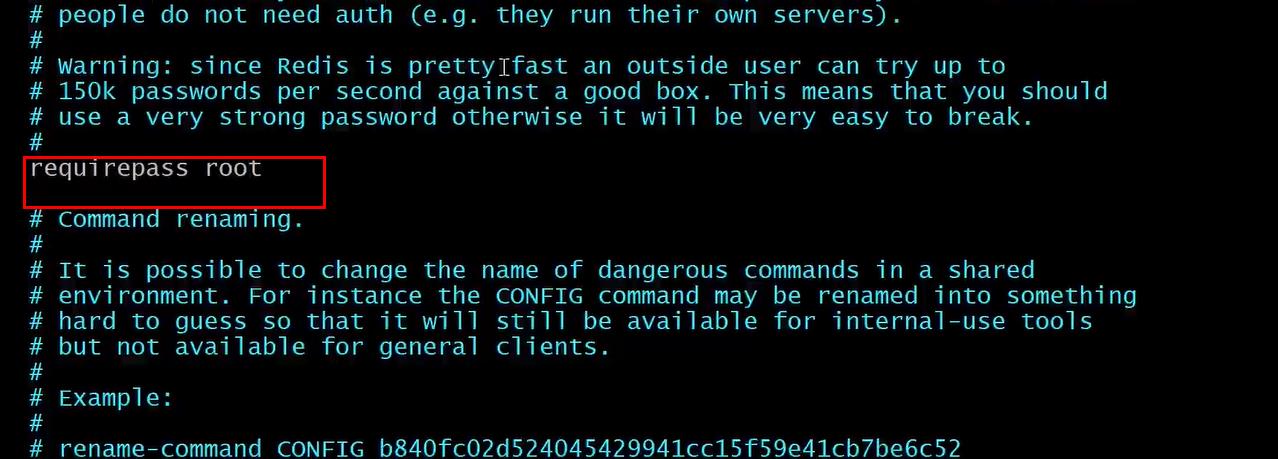 # people do not need auth (e.g. they run their own servers).
#
# Warning: since Redis is pretty fast an outside user can try up to
# 150k passwords per second against a good box. This means that you should
# use a very strong password otherwise it will be very easy to break.
#
requirepass root
# Command renaming.
#
# It is possible to change the name of dangerous commands in a shared
# environment. For instance the CONFIG command may be renamed into something
# hard to guess so that it will still be available for internal-use tools
# but not available for general clients.
#
# Example:
#
# rename-command CONFIG b840fc02d524045429941cc15f59e41cb7be6c52